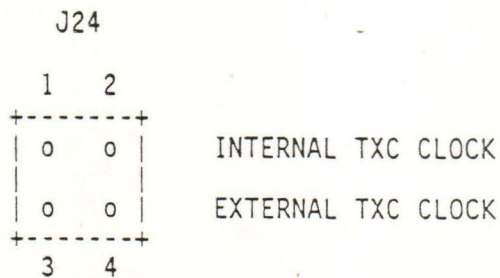 J24
1 2
+-------+
| o o | INTERNAL TXC CLOCK
| |
| o o | EXTERNAL TXC CLOCK
+-------+
3 4